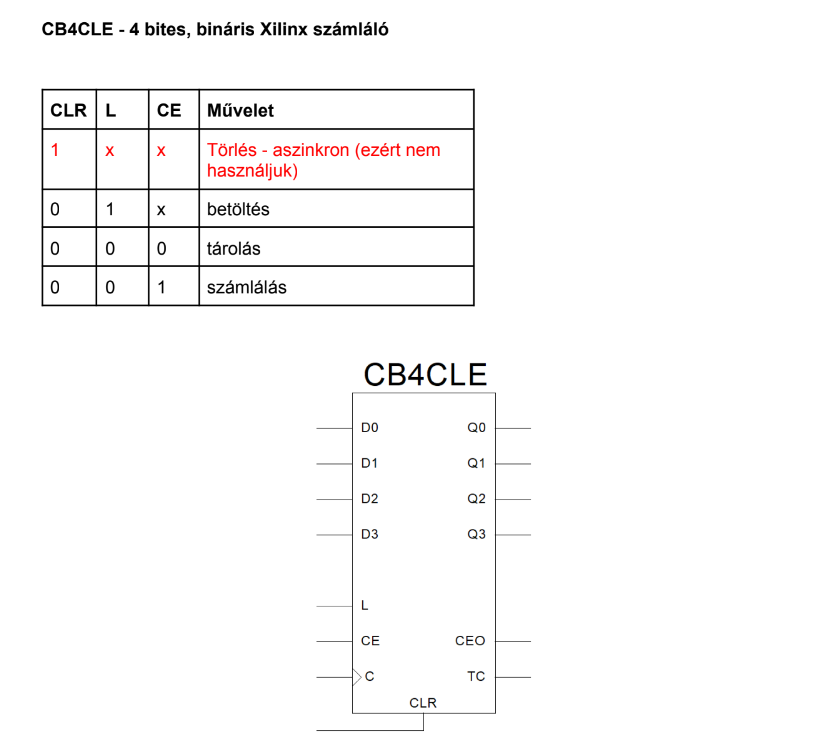 CB4CLE - 4 bites, bináris Xilinx számláló
CLR L CE Művelet
1 x x Törlés - aszinkron (ezért nem
használjuk)
0 1 x betöltés
0 0 0 tárolás
0 0 1 számlálás
CB4CLE
D0 Q0
D1 Q1
D2 Q2
D3 Q3
L
CE CEO
C TC
CLR